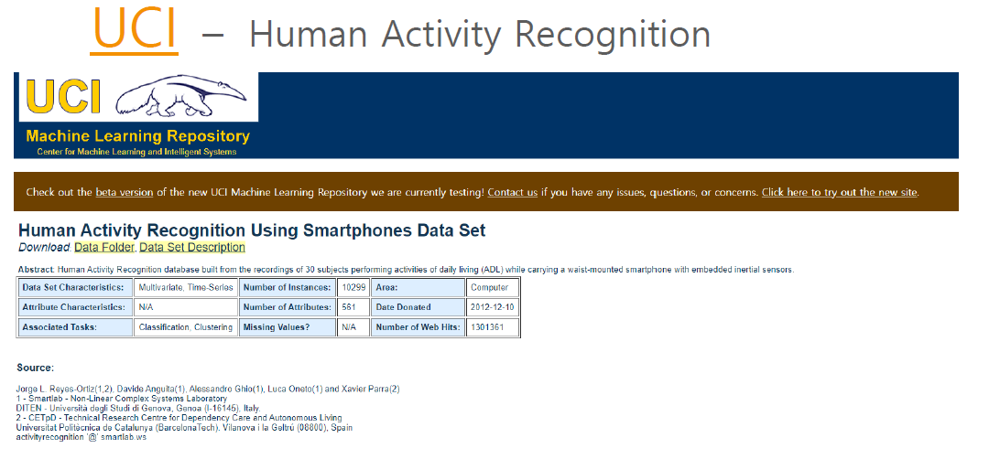 UCI – Human Activity Recognition
UCI
Machine Learning Repository
Center for Machine Learning and Intelligent Systems
Check out the beta version of the new UCI Machine Learning Repository we are currently testing! Contact us if you have any issues, questions, or concerns. Click here to try out the new site.
Human Activity Recognition Using Smartphones Data Set
Download: Data Folder, Data Set Description
Abstract: Human Activity Recognition database built from the recordings of 30 subjects performing activities of daily living (ADL) while carrying a waist-mounted smartphone with embedded inertial sensors.
Data Set Characteristics: Multivariate, Time-Series Number of Instances: 10299 Area: Computer
Attribute Characteristics: N/A Number of Attributes: 561 Date Donated 2012-12-10
Associated Tasks: Classification, Clustering Missing Values? N/A Number of Web Hits: 1301361
Source:
Jorge L. Reyes-Ortiz(1,2), Davide Anguita(1), Alessandro Ghio(1), Luca Oneto(1) and Xavier Parra(2)
1 - Smartlab - Non-Linear Complex Systems Laboratory
DITEN - Università degli Studi di Genova, Genoa (I-16145), Italy.
2 - CETpD - Technical Research Centre for Dependency Care and Autonomous Living
Universitat Politècnica de Catalunya (BarcelonaTech). Vilanova i la Geltrú (08800), Spain
activityrecognition '@' smartlab.ws